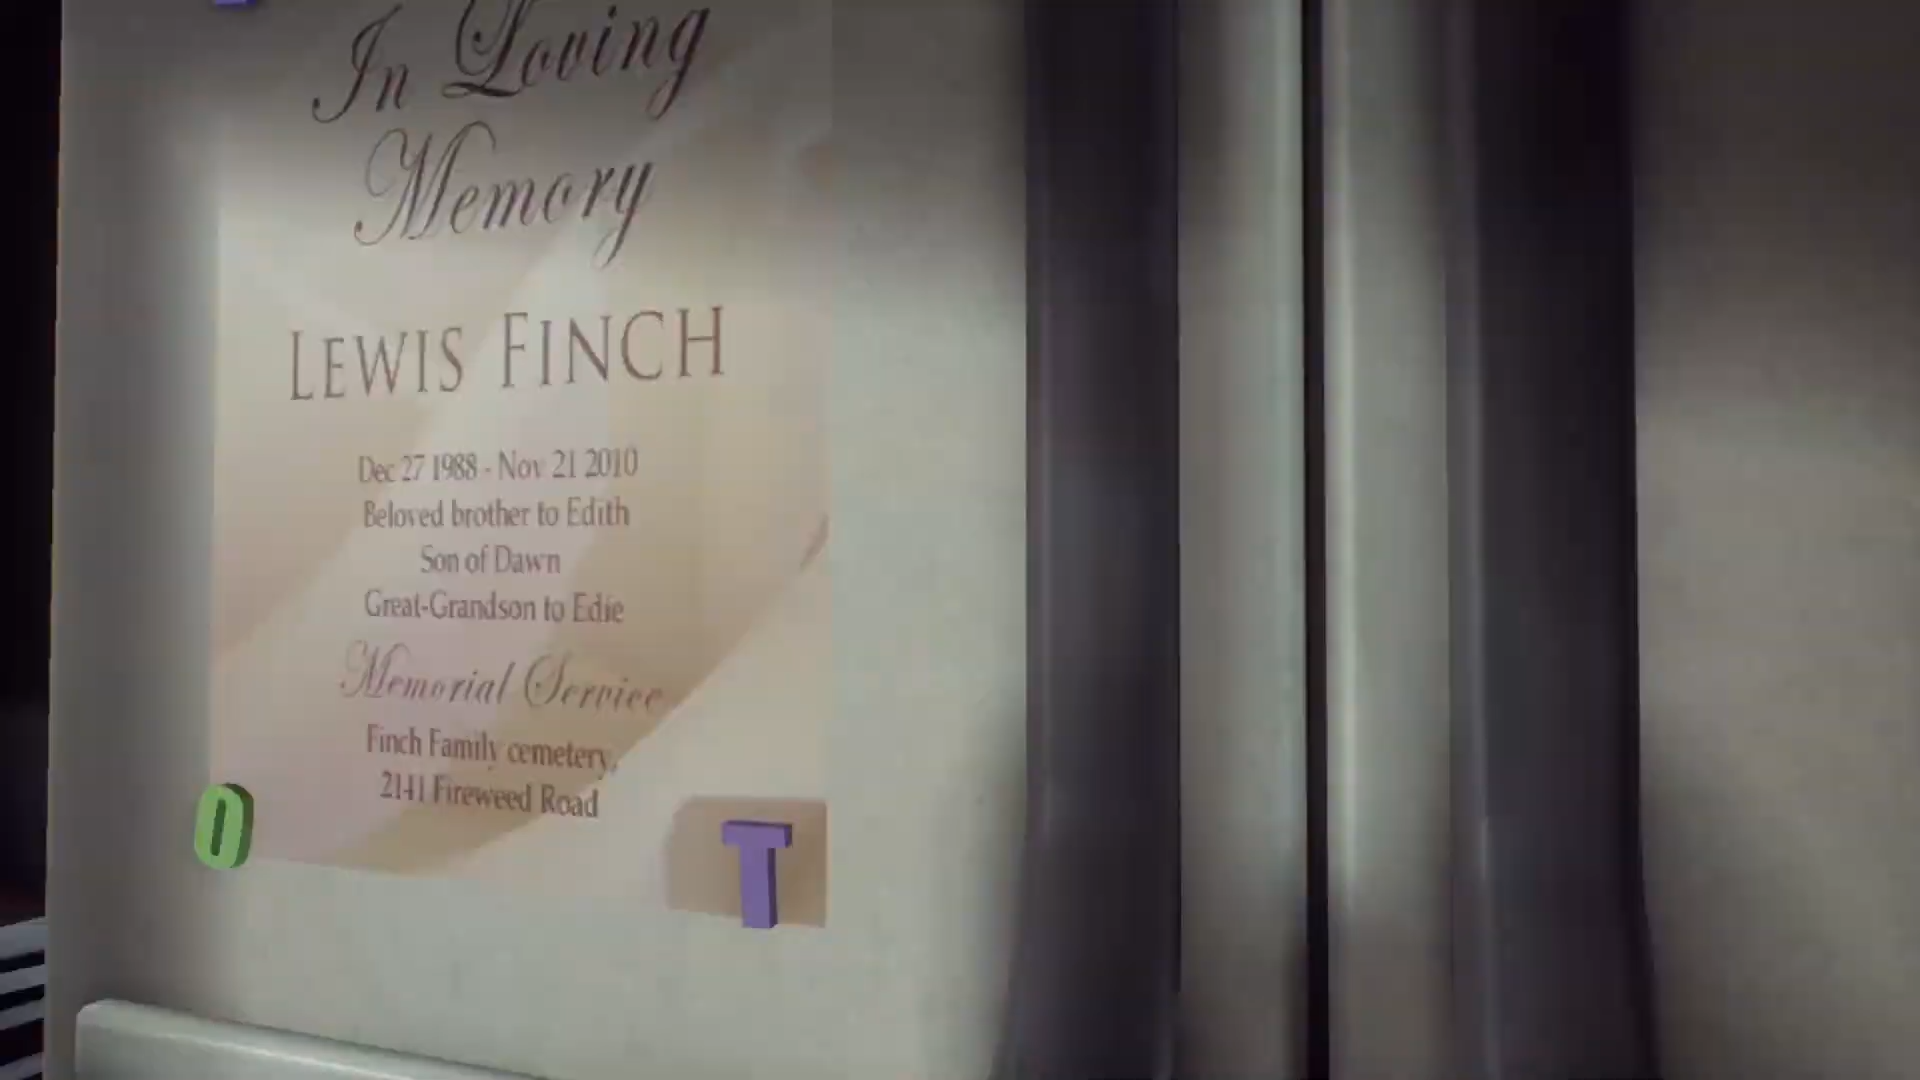 In Loving
Memory
LEWIS FINCH
Dec 27 1988 - Nov 21 2010
Beloved brother to Edith
Son of Dawn
Great-Grandson to Edie
Memorial Service
Finch Family cemetery,
2141 Fireweed Road
O
T